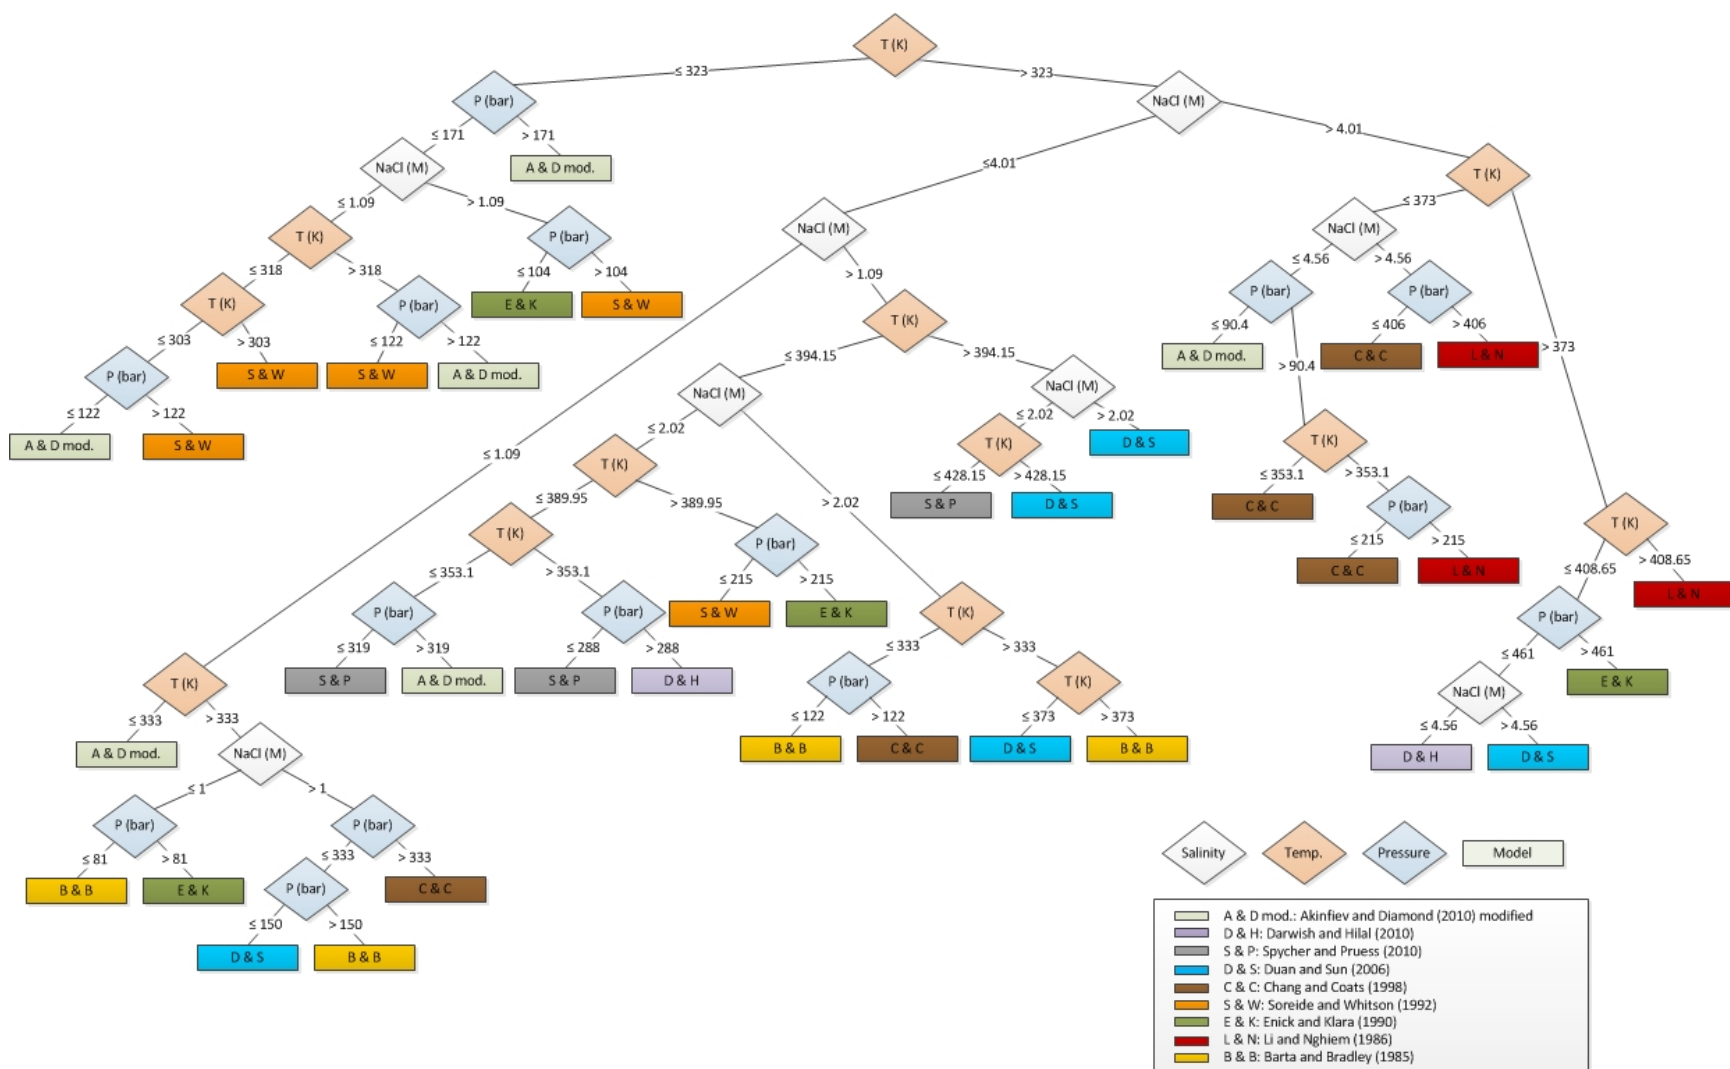 T (K)
≤ 323
> 323
P (bar)
NaCl (M)
≤ 171
> 171
> 4.01
NaCl (M)
A & D mod.
≤4.01
T (K)
≤ 1.09
> 1.09
≤ 373
T (K)
P (bar)
NaCl (M)
NaCl (M)
≤ 318
> 318
≤ 104
> 104
> 1.09
≤ 4.56
> 4.56
T (K)
P (bar)
E & K
S & W
T (K)
P (bar)
P (bar)
≤ 303
> 303
≤ 122
> 122
≤ 394.15
> 394.15
≤ 90.4
≤ 406
> 406
> 373
P (bar)
S & W
S & W
A & D mod.
NaCl (M)
NaCl (M)
A & D mod.
C & C
L & N
> 90.4
≤ 122
> 122
≤ 2.02
≤ 2.02
> 2.02
A & D mod.
S & W
≤ 1.09
T (K)
T (K)
D & S
T (K)
≤ 389.95
> 389.95
> 2.02
≤ 428.15
> 428.15
≤ 353.1
> 353.1
S & P
D & S
C & C
P (bar)
T (K)
T (K)
P (bar)
≤ 215
> 215
≤ 408.65
> 408.65
≤ 353.1
> 353.1
≤ 215
> 215
C & C
L & N
L & N
P (bar)
P (bar)
S & W
E & K
T (K)
P (bar)
≤ 319
> 319
≤ 288
> 288
≤ 333
> 333
≤ 461
> 461
T (K)
S & P
A & D mod.
S & P
D & H
P (bar)
T (K)
NaCl (M)
E & K
≤ 333
> 333
≤ 122
> 122
≤ 373
> 373
≤ 4.56
> 4.56
A & D mod.
NaCl (M)
B & B
C & C
D & S
B & B
D & H
D & S
≤ 1
> 1
P (bar)
P (bar)
≤ 81
> 81
≤ 333
> 333
B & B
E & K
P (bar)
C & C
≤ 150
> 150
D & S
B & B
Salinity
Temp.
Pressure
Model
A & D mod.: Akinfiev and Diamond (2010) modified
D & H: Darwish and Hilal (2010)
S & P: Spycher and Pruess (2010)
D & S: Duan and Sun (2006)
C & C: Chang and Coats (1998)
S & W: Soreide and Whitson (1992)
E & K: Enick and Klara (1990)
L & N: Li and Nghiem (1986)
B & B: Barta and Bradley (1985)